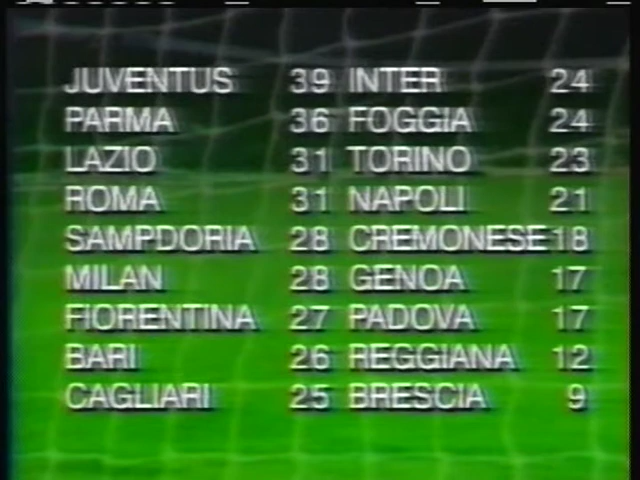 JUVENTUS 39 INTER 24
PARMA 36 FOGGIA 24
LAZIO 31 TORINO 23
ROMA 31 NAPOLI 21
SAMPDORIA 28 CREMONESE 18
MILAN 28 GENOA 17
FIORENTINA 27 PADOVA 17
BARI 26 REGGIANA 12
CAGLIARI 25 BRESCIA 9